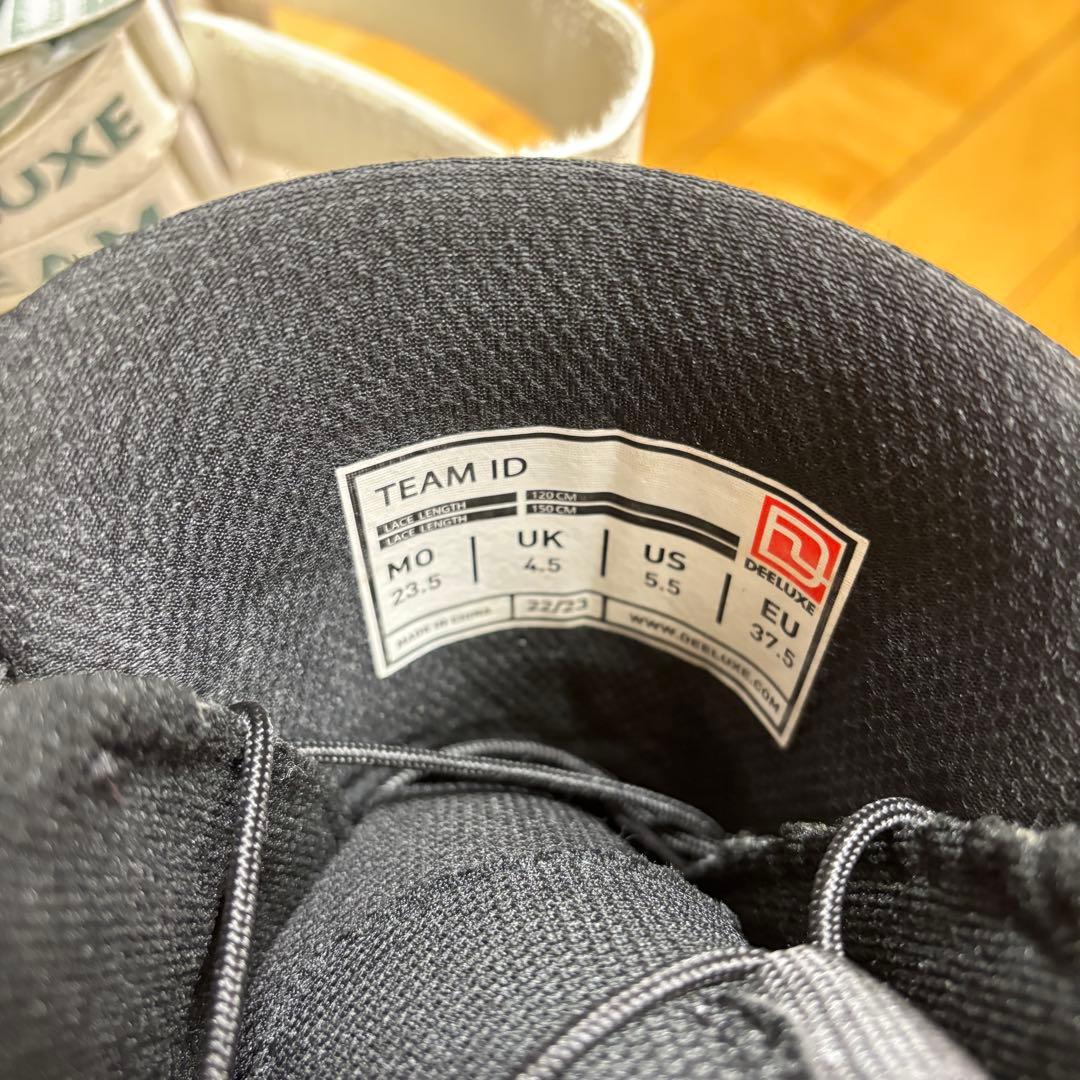 UXE
TEAM ID
LACE LENGTH 120 CM
LACE LENGTH 150 CM
MO UK US EU
23.5 4.5 5.5 37.5
DEELUXE
MADE IN CHINA 22/23 WWW.DEELUXE.COM